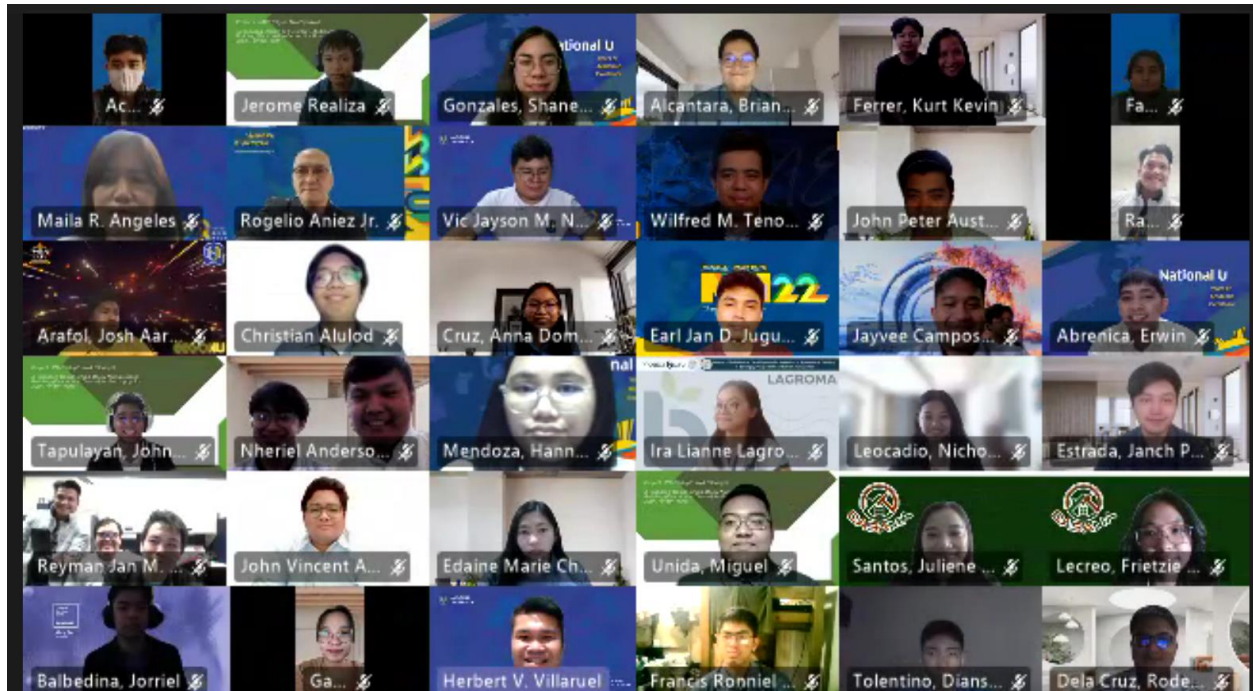 Ac...
Jerome Realiza
Gonzales, Shane...
Alcantara, Brian...
Ferrer, Kurt Kevin
Fa...
National U
Maila R. Angeles
Rogelio Aniez Jr.
Vic Jayson M. N...
Wilfred M. Teno...
John Peter Aust...
Ra...
Arafol, Josh Aar...
Christian Alulod
Cruz, Anna Dom...
Earl Jan D. Jugu...
22
Jayvee Campos...
Abrenica, Erwin
National U
Tapulayan, John...
Nheriel Anderso...
Mendoza, Hann...
Ira Lianne Lagro...
LAGROMA
Leocadio, Nicho...
Estrada, Janch P...
Reyman Jan M. ...
John Vincent A...
Edaine Marie Ch...
Unida, Miguel
Santos, Juliene ...
Lecreo, Frietzie ...
Balbedina, Jorriel
Ga...
Herbert V. Villaruel
Francis Ronniel ...
Tolentino, Dians...
Dela Cruz, Rode...